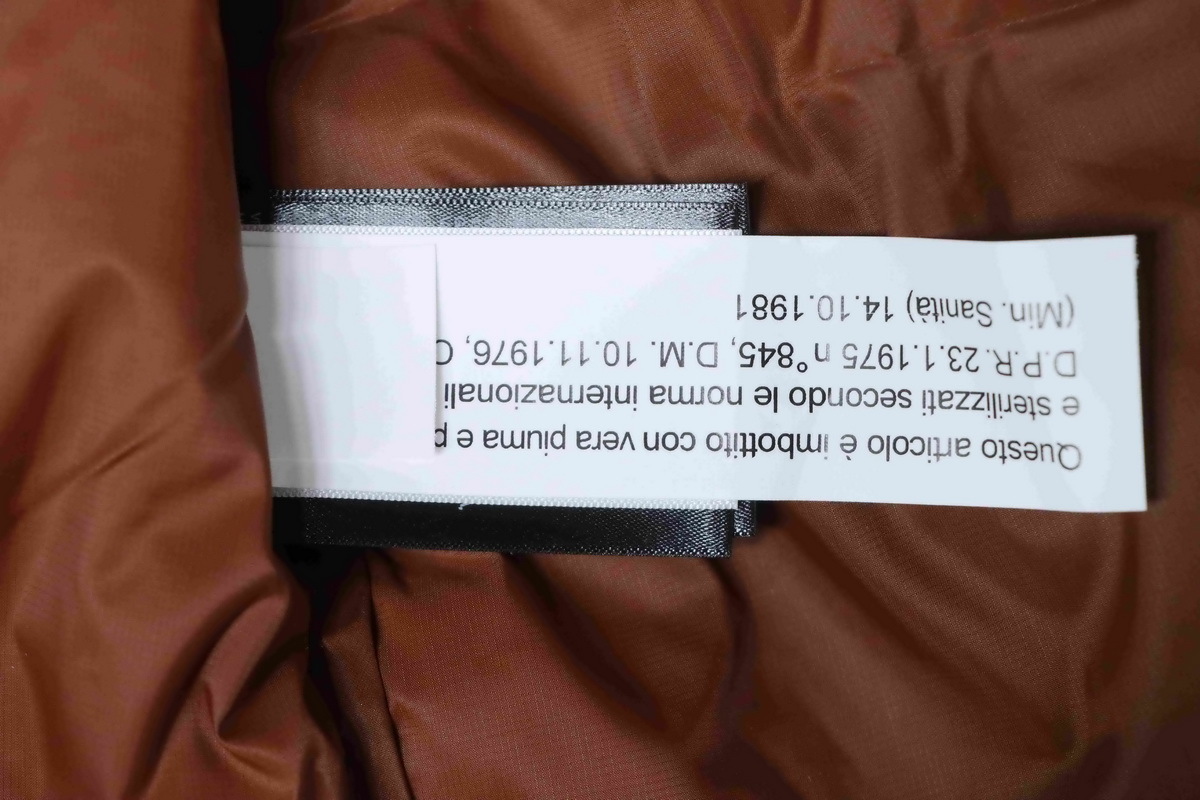 Questo articolo è imbottito con vera piuma e p
e sterilizzati secondo le norma internazionali
D.P.R. 23.1.1975 n°845, D.M. 10.11.1976, C
(Min. Sanità) 14.10.1981